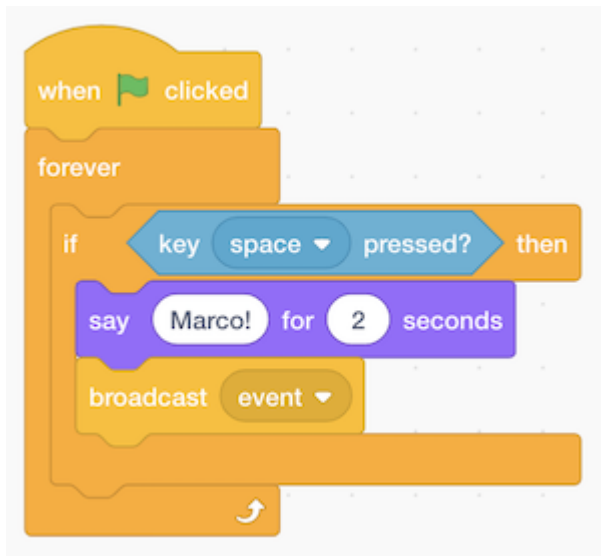 when clicked
forever
if key space pressed? then
say Marco! for 2 seconds
broadcast event